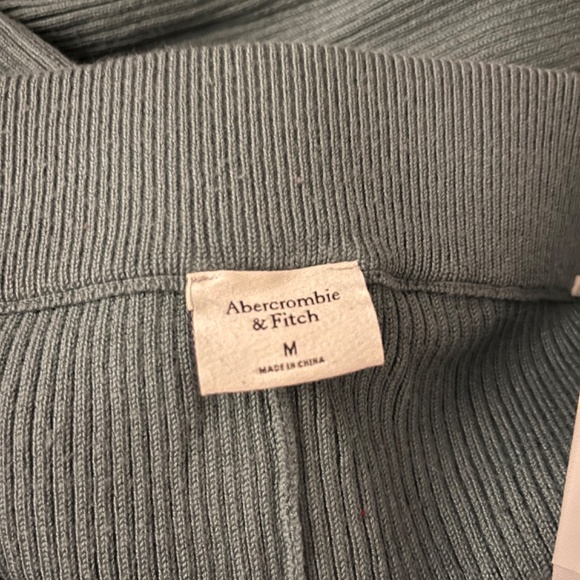 Abercrombie
& Fitch
M
MADE IN CHINA